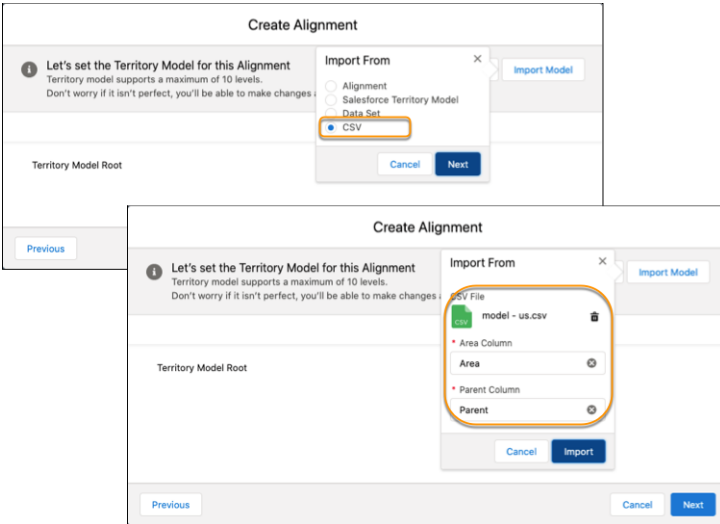 Create Alignment
Let's set the Territory Model for this Alignment
Territory model supports a maximum of 10 levels.
Don't worry if it isn't perfect, you'll be able to make changes
Import From
Alignment
Salesforce Territory Model
Data Set
CSV
Cancel
Next
Import Model
Territory Model Root
Previous
Create Alignment
Let's set the Territory Model for this Alignment
Territory model supports a maximum of 10 levels.
Don't worry if it isn't perfect, you'll be able to make changes
Import From
CSV File
CSV
model - us.csv
* Area Column
Area
* Parent Column
Parent
Cancel
Import
Import Model
Territory Model Root
Previous
Cancel
Next